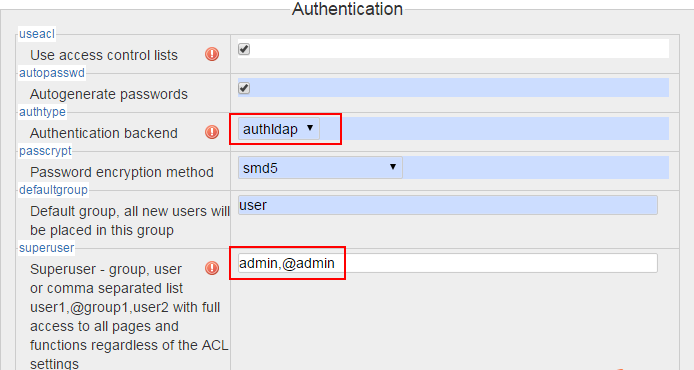 Authentication
useacl
Use access control lists
autopasswd
Autogenerate passwords
authtype
Authentication backend
authldap
passcrypt
Password encryption method
smd5
defaultgroup
Default group, all new users will
be placed in this group
user
superuser
Superuser - group, user
or comma separated list
user1,@group1,user2 with full
access to all pages and
functions regardless of the ACL
settings
admin,@admin